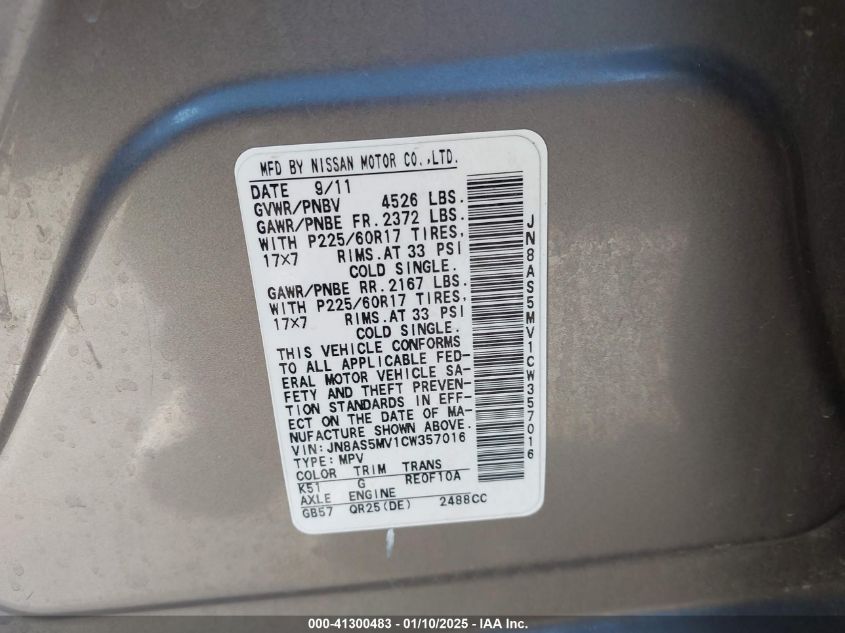 MFD BY NISSAN MOTOR CO.,LTD.
DATE 9/11
GVWR/PNBV 4526 LBS.
GAWR/PNBE FR. 2372 LBS.
WITH P225/60R17 TIRES,
17X7 RIMS.AT 33 PSI
COLD SINGLE.
GAWR/PNBE RR. 2167 LBS.
WITH P225/60R17 TIRES,
17X7 RIMS.AT 33 PSI
COLD SINGLE.
THIS VEHICLE CONFORMS
TO ALL APPLICABLE FED-
ERAL MOTOR VEHICLE SA-
FETY AND THEFT PREVEN-
TION STANDARDS IN EFF-
ECT ON THE DATE OF MA-
NUFACTURE SHOWN ABOVE.
VIN: JN8AS5MV1CW357016
TYPE: MPV
COLOR TRIM TRANS
K51 G RE0F10A
AXLE ENGINE
GB57 QR25(DE) 2488CC
JN8AS5MV1CW357016
000-41300483 - 01/10/2025 - IAA Inc.